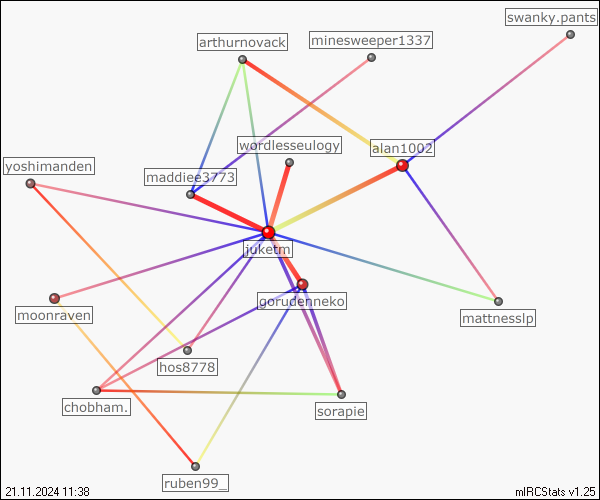 swanky.pants
arthurnovack
minesweeper1337
wordlesseulogy
alan1002
yoshimanden
maddiee3773
juketm
gorudenneko
moonraven
mattnesslp
hos8778
chobham.
sorapie
ruben99_
21.11.2024 11:38
mIRCStats v1.25